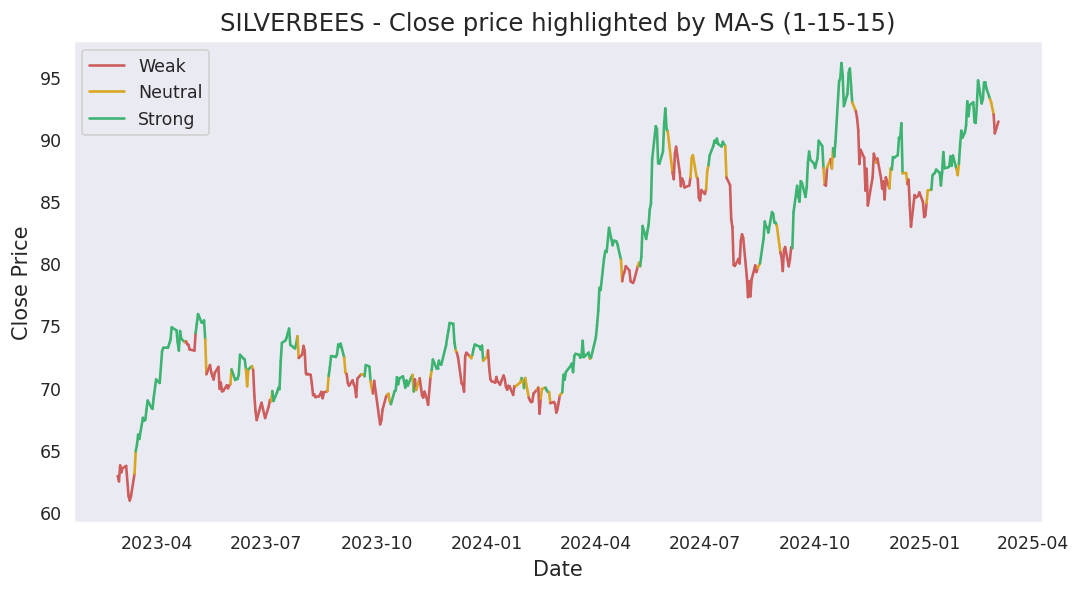 SILVERBEES - Close price highlighted by MA-S (1-15-15)
Weak
Neutral
Strong
95
90
85
80
75
70
65
60
Close Price
2023-04 2023-07 2023-10 2024-01 2024-04 2024-07 2024-10 2025-01 2025-04
Date